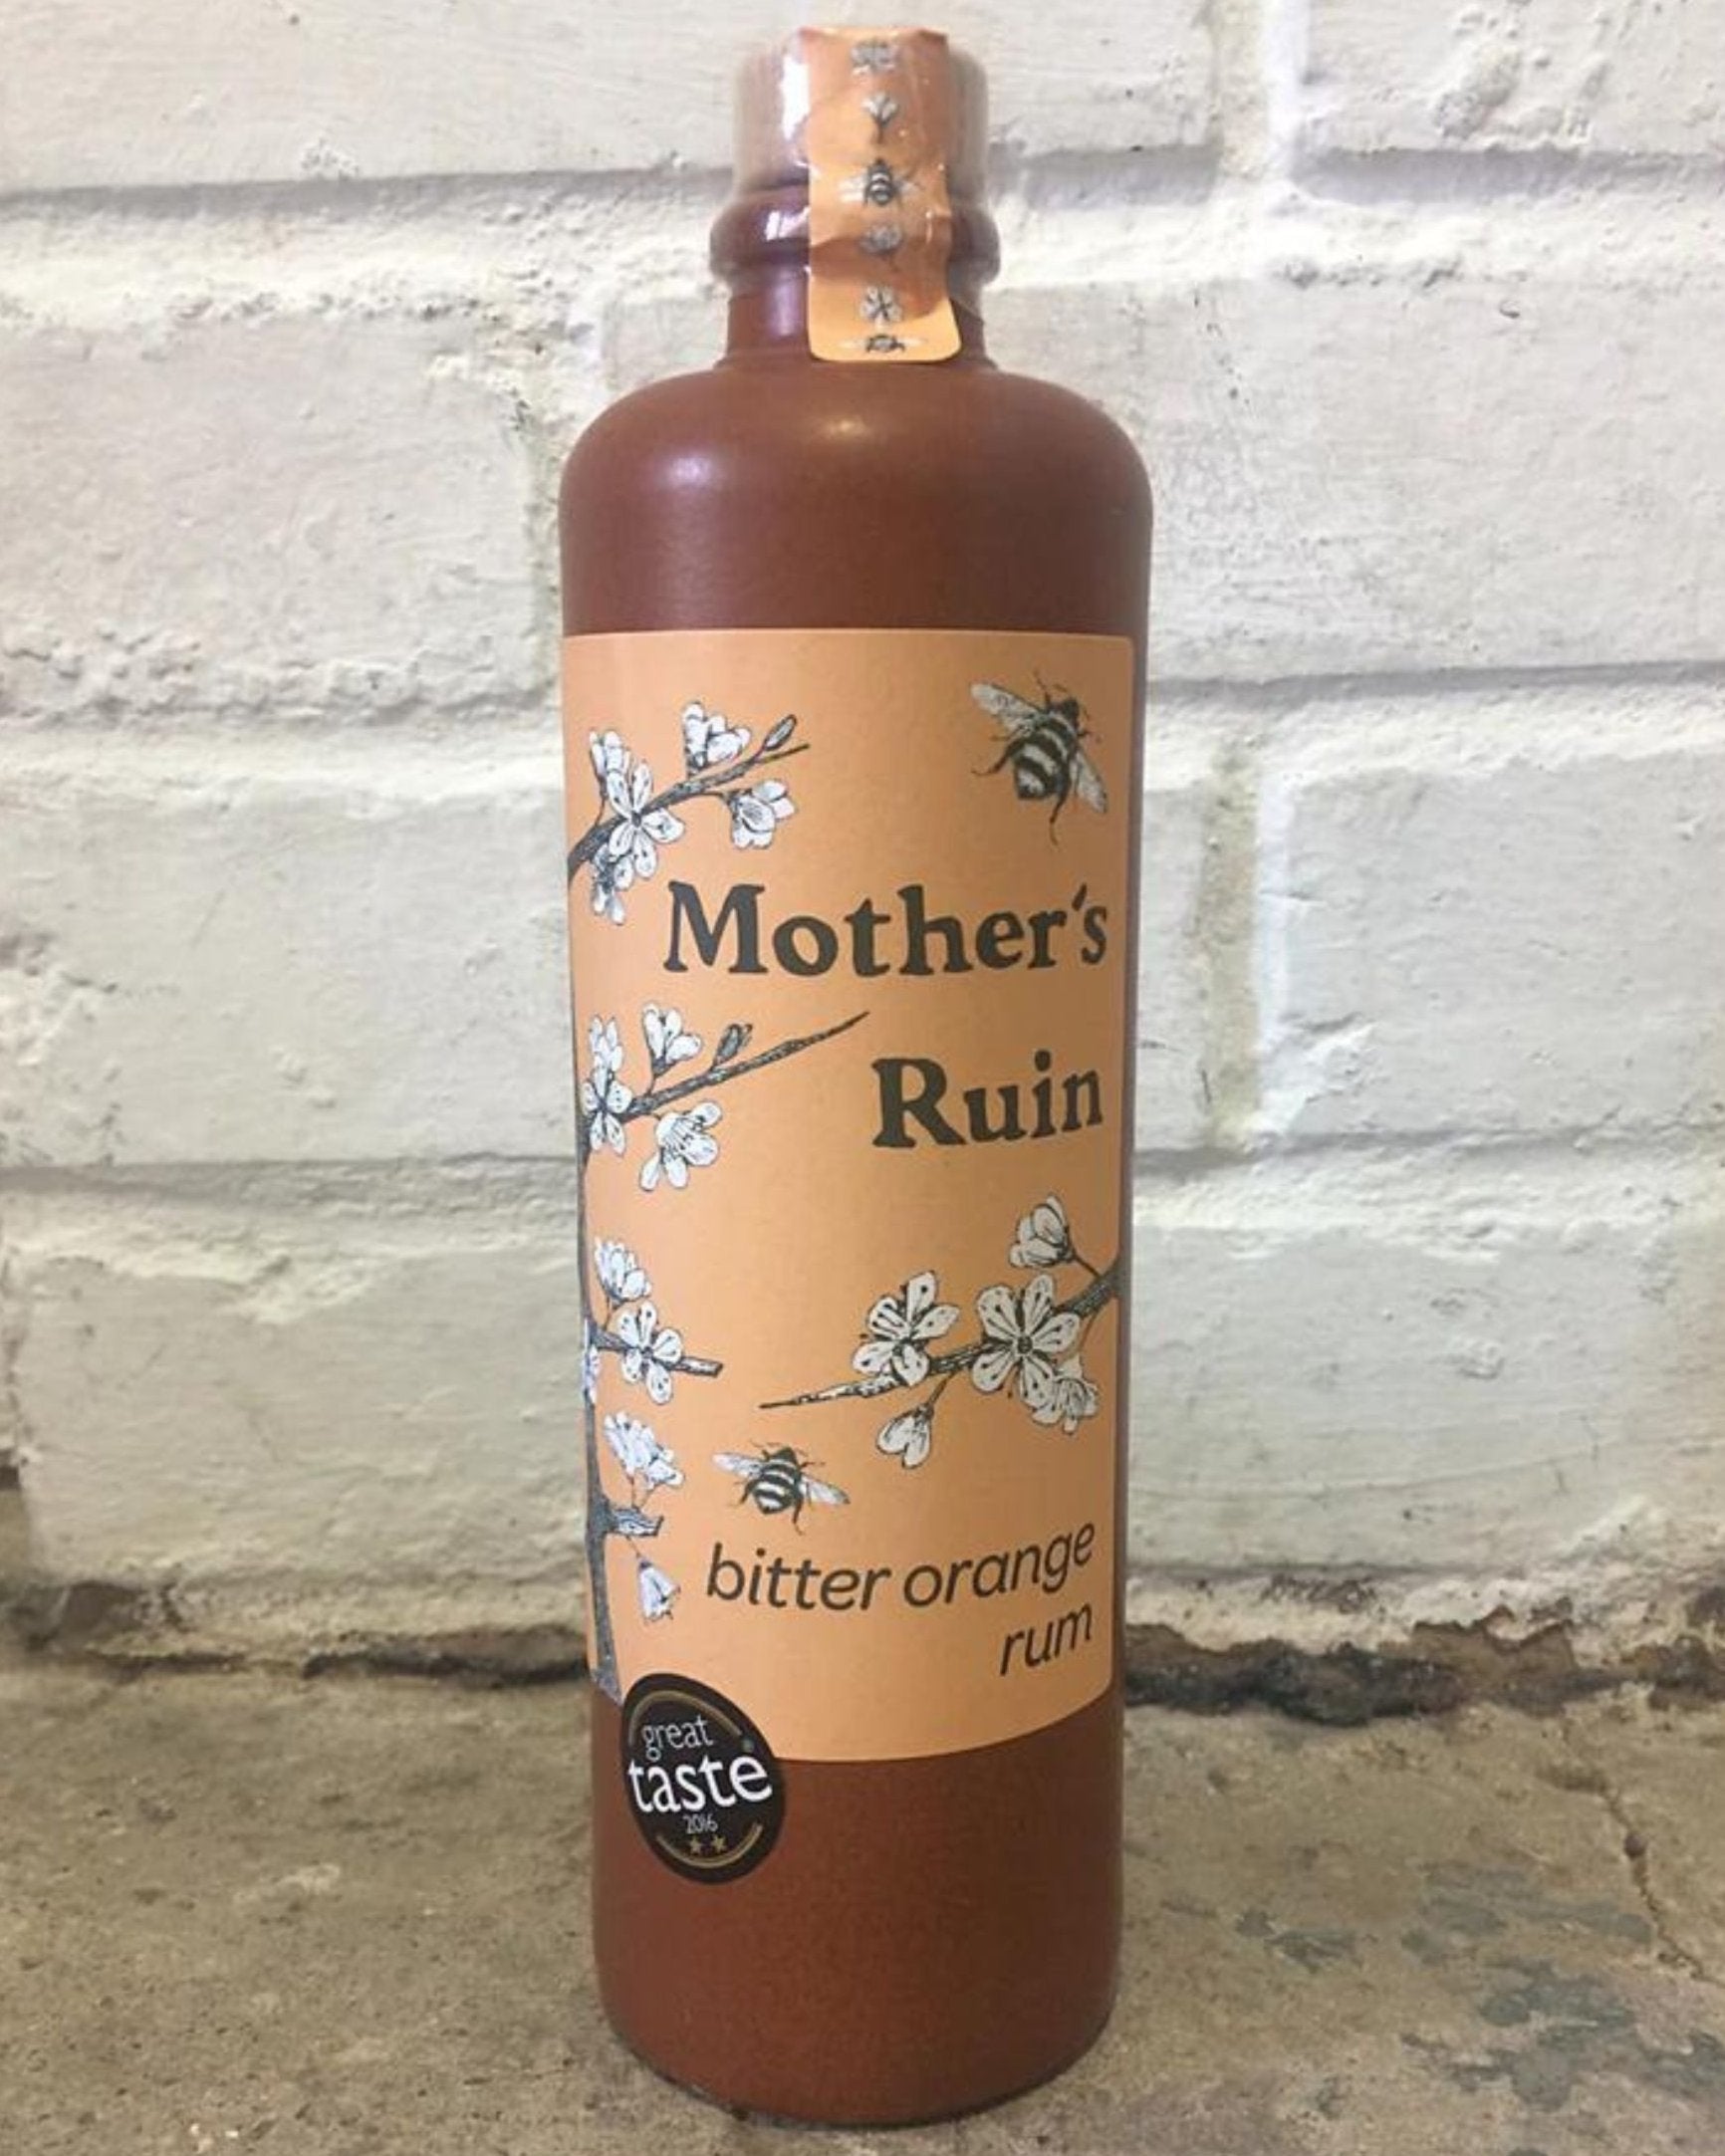 Mother's
Ruin
bitter orange
rum
great
taste
2016